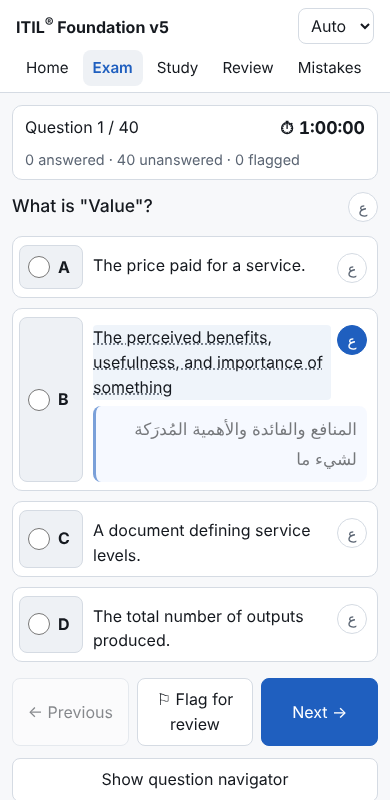 ITIL® Foundation v5
Auto
Home Exam Study Review Mistakes
Question 1 / 40
⏱ 1:00:00
0 answered · 40 unanswered · 0 flagged
What is "Value"?
ع
A
The price paid for a service.
ع
B
The perceived benefits,
usefulness, and importance of
something
ع
المنافع والفائدة والأهمية المُدرَكة
لشيء ما
C
A document defining service
levels.
ع
D
The total number of outputs
produced.
ع
← Previous
⚐ Flag for
review
Next →
Show question navigator